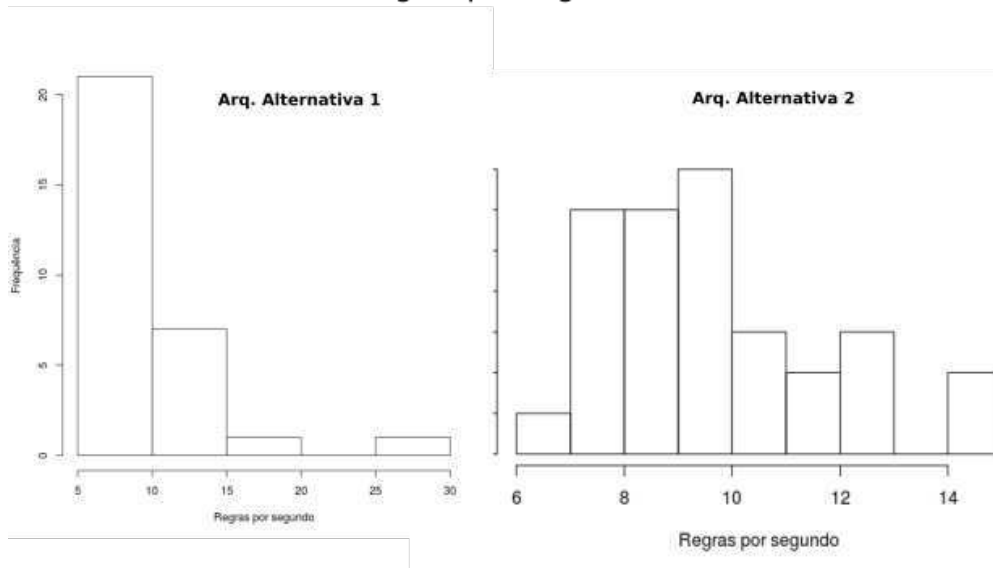 Arq. Alternativa 1
20
15
10
5
0
Frequência
5 10 15 20 25 30
Regras por segundo
Arq. Alternativa 2
6 8 10 12 14
Regras por segundo